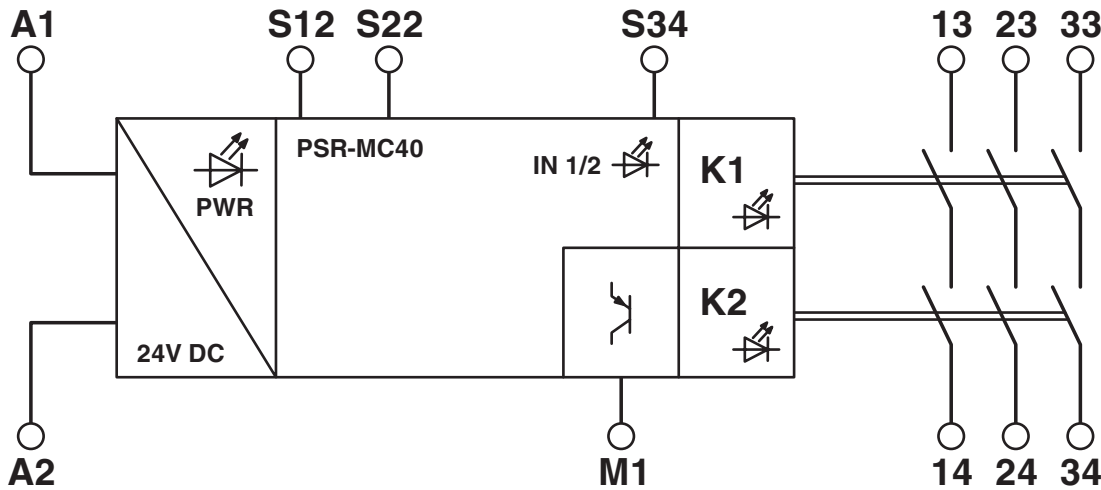 A1 S12 S22 S34 13 23 33
PSR-MC40
IN 1/2
K1
PWR
K2
24V DC
A2 M1 14 24 34